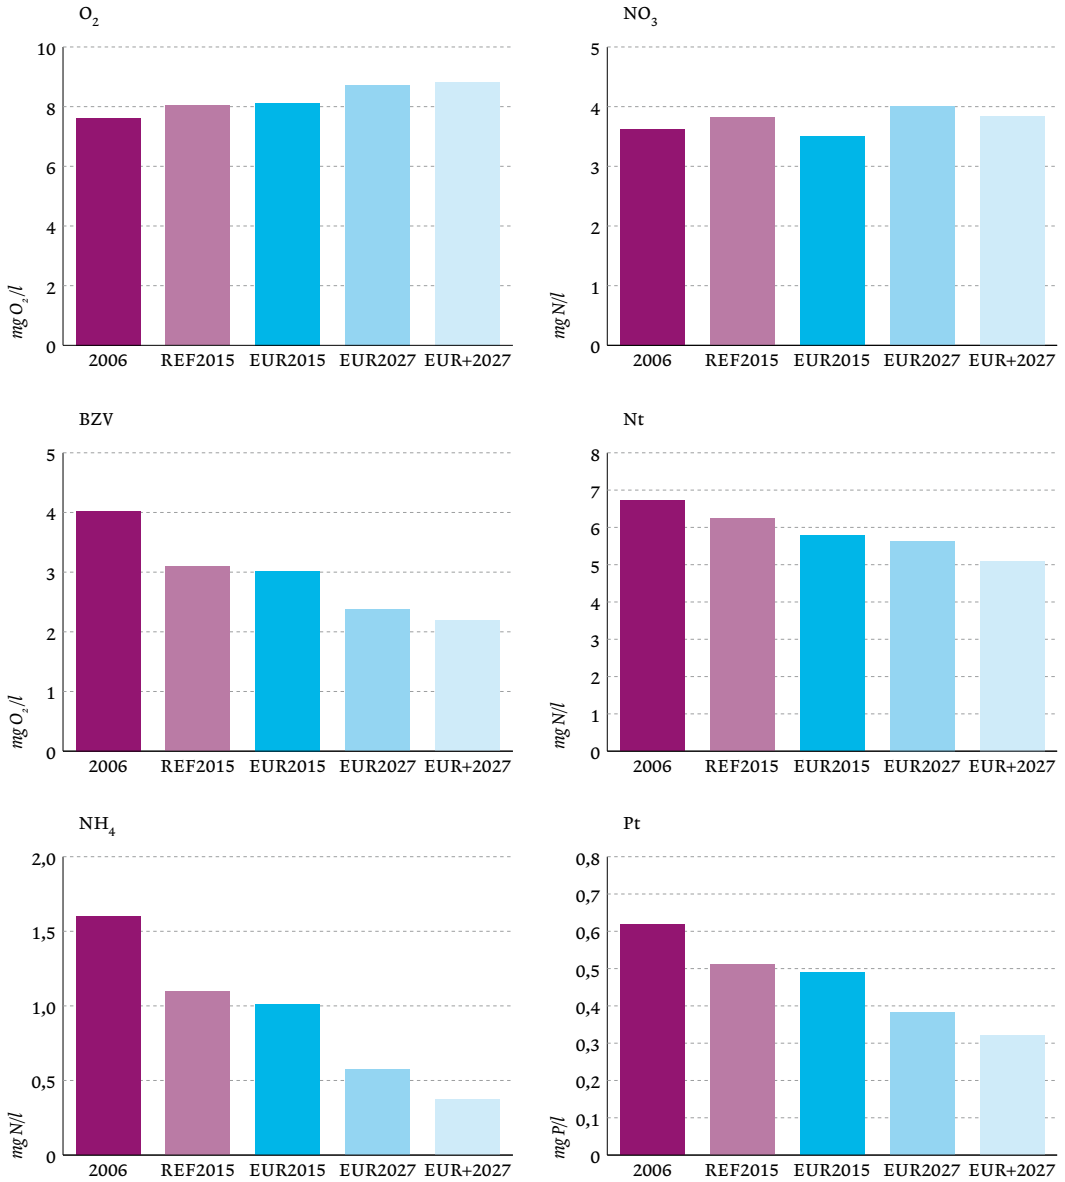 O₂
10
8
6
4
2
0
mg O₂/l
2006 REF2015 EUR2015 EUR2027 EUR+2027
NO₃
5
4
3
2
1
0
mg N/l
2006 REF2015 EUR2015 EUR2027 EUR+2027
BZV
5
4
3
2
1
0
mg O₂/l
2006 REF2015 EUR2015 EUR2027 EUR+2027
Nt
8
7
6
5
4
3
2
1
0
mg N/l
2006 REF2015 EUR2015 EUR2027 EUR+2027
NH₄
2,0
1,5
1,0
0,5
0
mg N/l
2006 REF2015 EUR2015 EUR2027 EUR+2027
Pt
0,8
0,7
0,6
0,5
0,4
0,3
0,2
0,1
0
mg P/l
2006 REF2015 EUR2015 EUR2027 EUR+2027